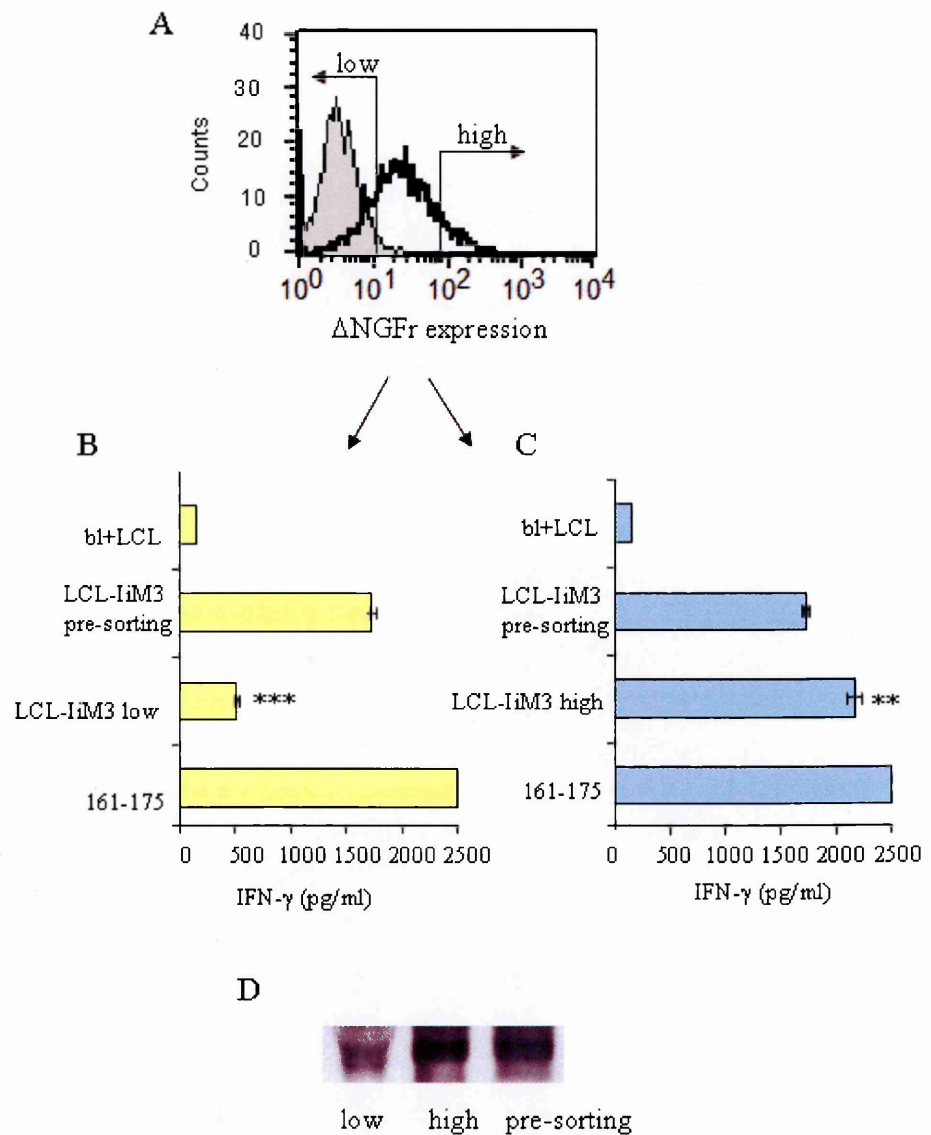 A
40
30
20
10
0
Counts
low
high
10^0 10^1 10^2 10^3 10^4
ΔNGFr expression
B
bl+LCL
LCL-IiM3
pre-sorting
LCL-IiM3 low
***
161-175
0 500 1000 1500 2000 2500
IFN-γ (pg/ml)
C
bl+LCL
LCL-IiM3
pre-sorting
LCL-IiM3 high
**
161-175
0 500 1000 1500 2000 2500
IFN-γ (pg/ml)
D
low high pre-sorting